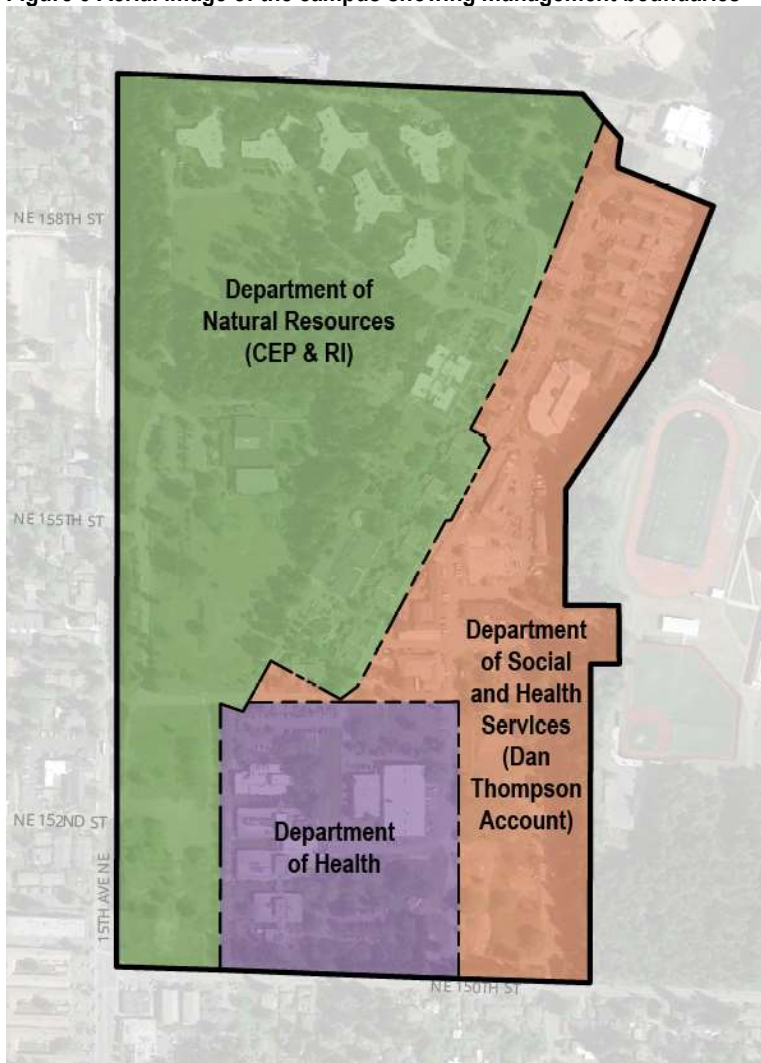 Figure 6 Aerial image of the campus showing management boundaries
NE 158TH ST
Department of
Natural Resources
(CEP & RI)
NE 155TH ST
Department
of Social
and Health
Services
(Dan
Thompson
Account)
NE 152ND ST
Department
of Health
15TH AVE NE
NE 150TH ST